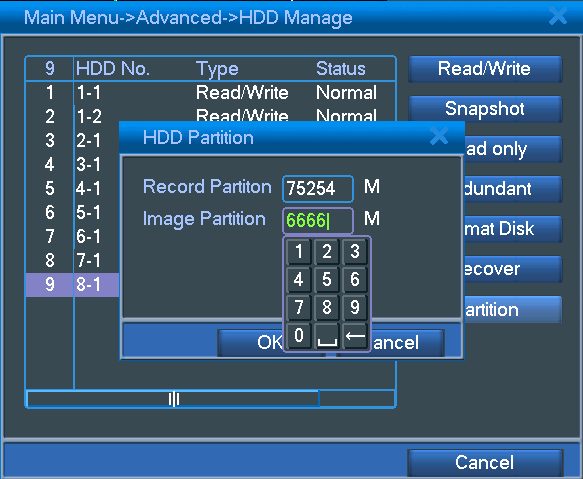 Main Menu->Advanced->HDD Manage
9 HDD No. Type Status
1 1-1 Read/Write Normal
2 1-2 Read/Write Normal
3 2-1
4 3-1
5 4-1
6 5-1
7 6-1
8 7-1
9 8-1
Read/Write
Snapshot
ad only
dundant
mat Disk
ecover
artition
HDD Partition
Record Partiton 75254 M
Image Partition 6666 M
1 2 3
4 5 6
7 8 9
0
OK
ancel
Cancel